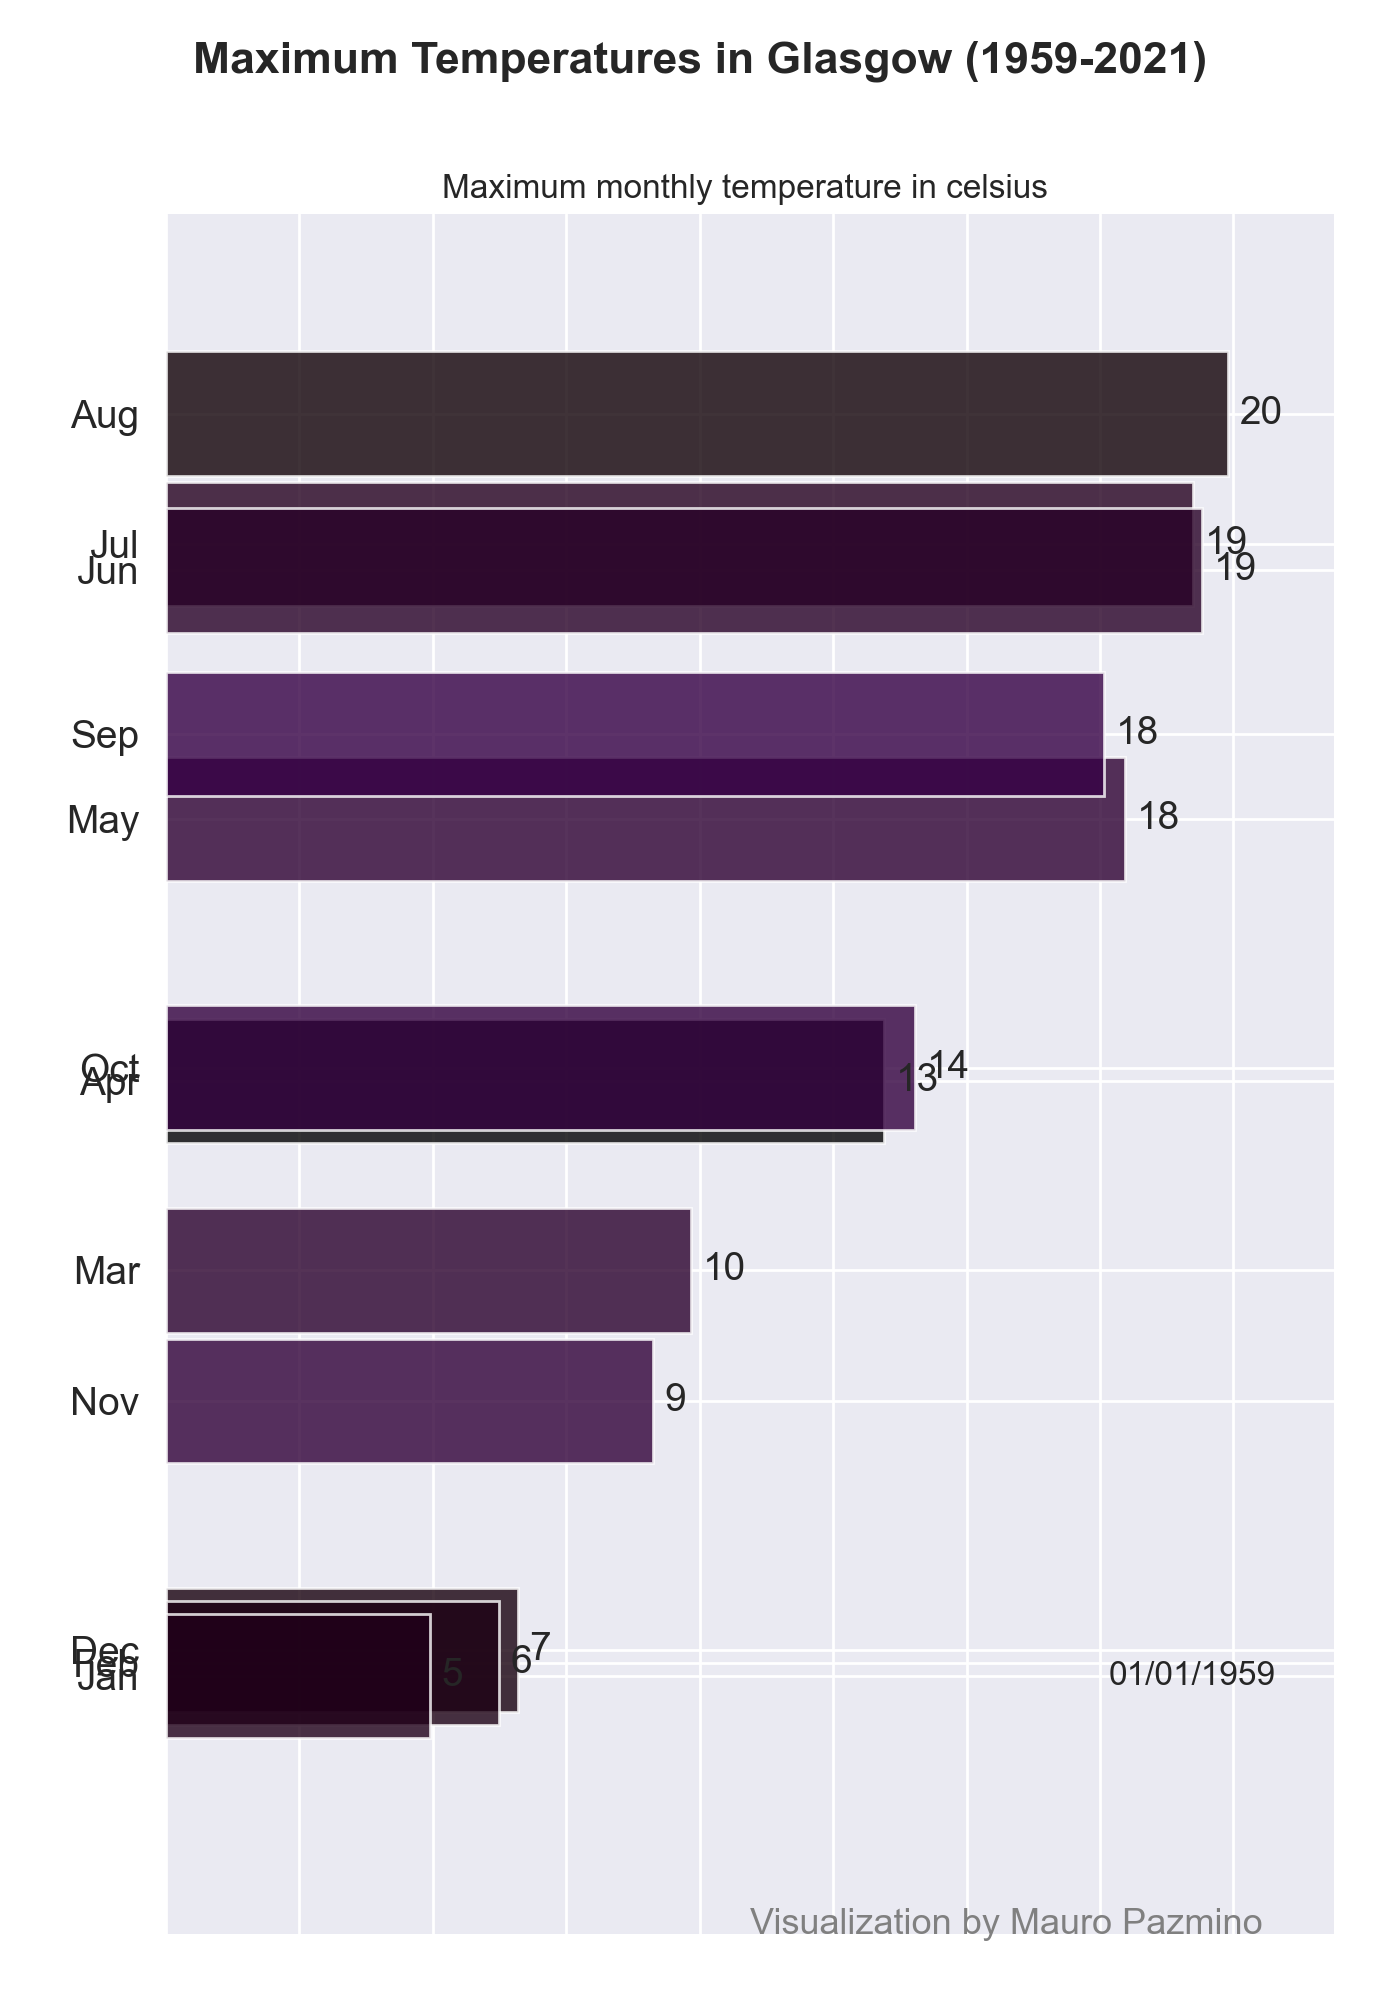 Maximum Temperatures in Glasgow (1959-2021)
Maximum monthly temperature in celsius
Aug 20
Jul 19
Jun 19
Sep 18
May 18
Oct 14
Apr 13
Mar 10
Nov 9
Dec 7
Feb 6
Jan 5
01/01/1959
Visualization by Mauro Pazmino